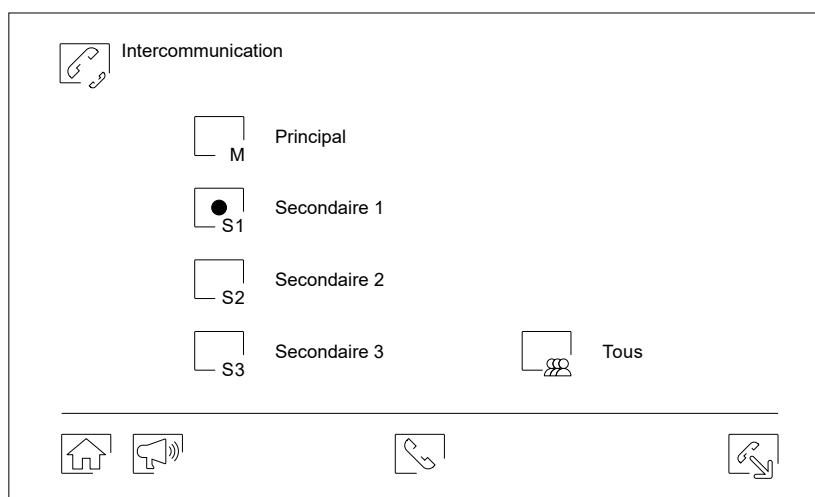 Intercommunication
M Principal
S1 Secondaire 1
S2 Secondaire 2
S3 Secondaire 3 Tous